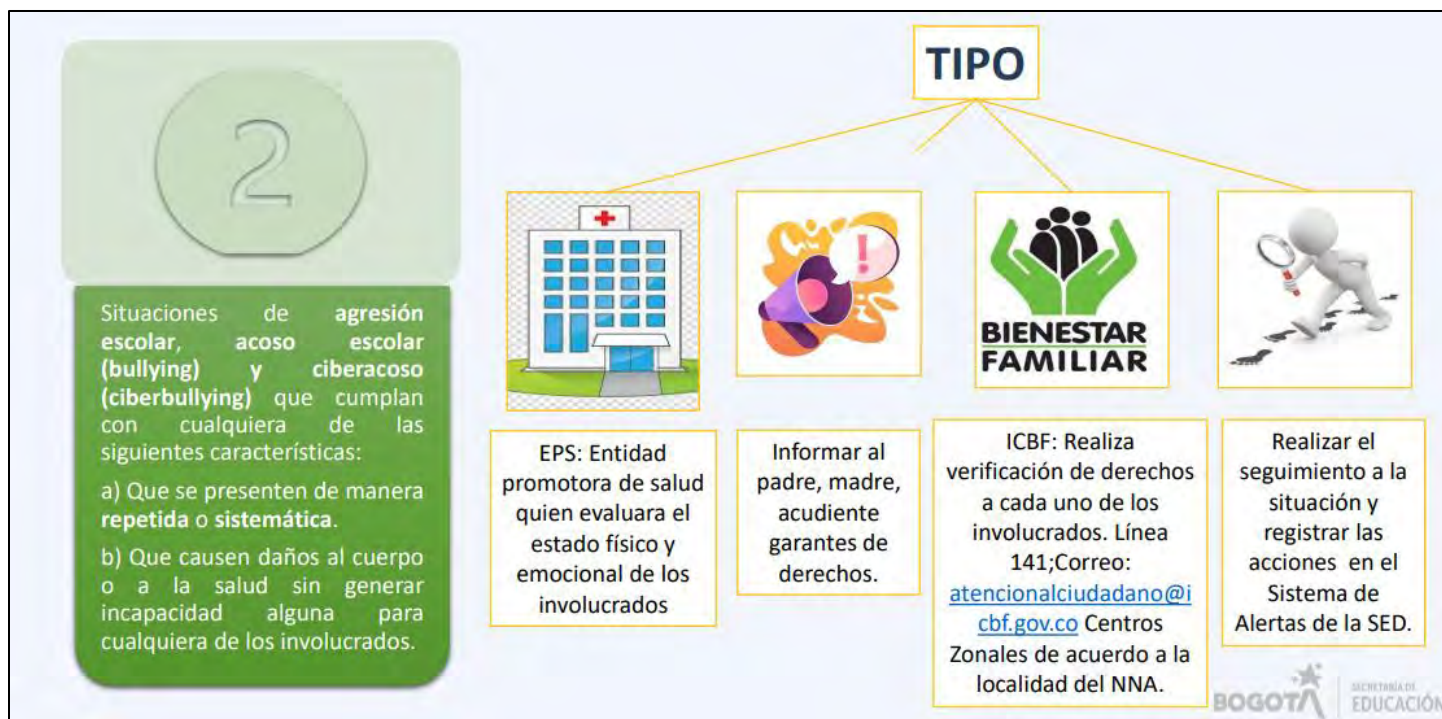 2
Situaciones de agresión
escolar, acoso escolar
(bullying) y ciberacoso
(ciberbullying) que cumplan
con cualquiera de las
siguientes características:
a) Que se presenten de manera
repetida o sistemática.
b) Que causen daños al cuerpo
o a la salud sin generar
incapacidad alguna para
cualquiera de los involucrados.
TIPO
!
BIENESTAR
FAMILIAR
EPS: Entidad
promotora de salud
quien evaluara el
estado físico y
emocional de los
involucrados
Informar al
padre, madre,
acudiente
garantes de
derechos.
ICBF: Realiza
verificación de derechos
a cada uno de los
involucrados. Línea
141;Correo:
atencionalciudadano@i
cbf.gov.co Centros
Zonales de acuerdo a la
localidad del NNA.
Realizar el
seguimiento a la
situación y
registrar las
acciones en el
Sistema de
Alertas de la SED.
BOGOTÁ
SECRETARÍA DE
EDUCACIÓN